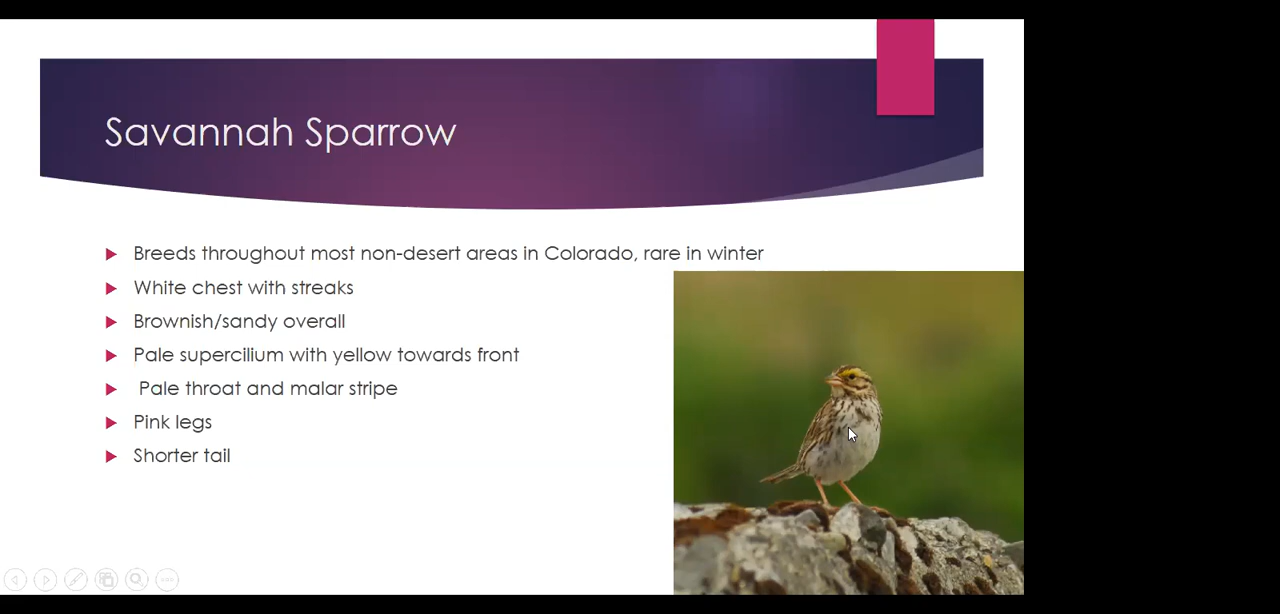 Savannah Sparrow
Breeds throughout most non-desert areas in Colorado, rare in winter
White chest with streaks
Brownish/sandy overall
Pale supercilium with yellow towards front
Pale throat and malar stripe
Pink legs
Shorter tail